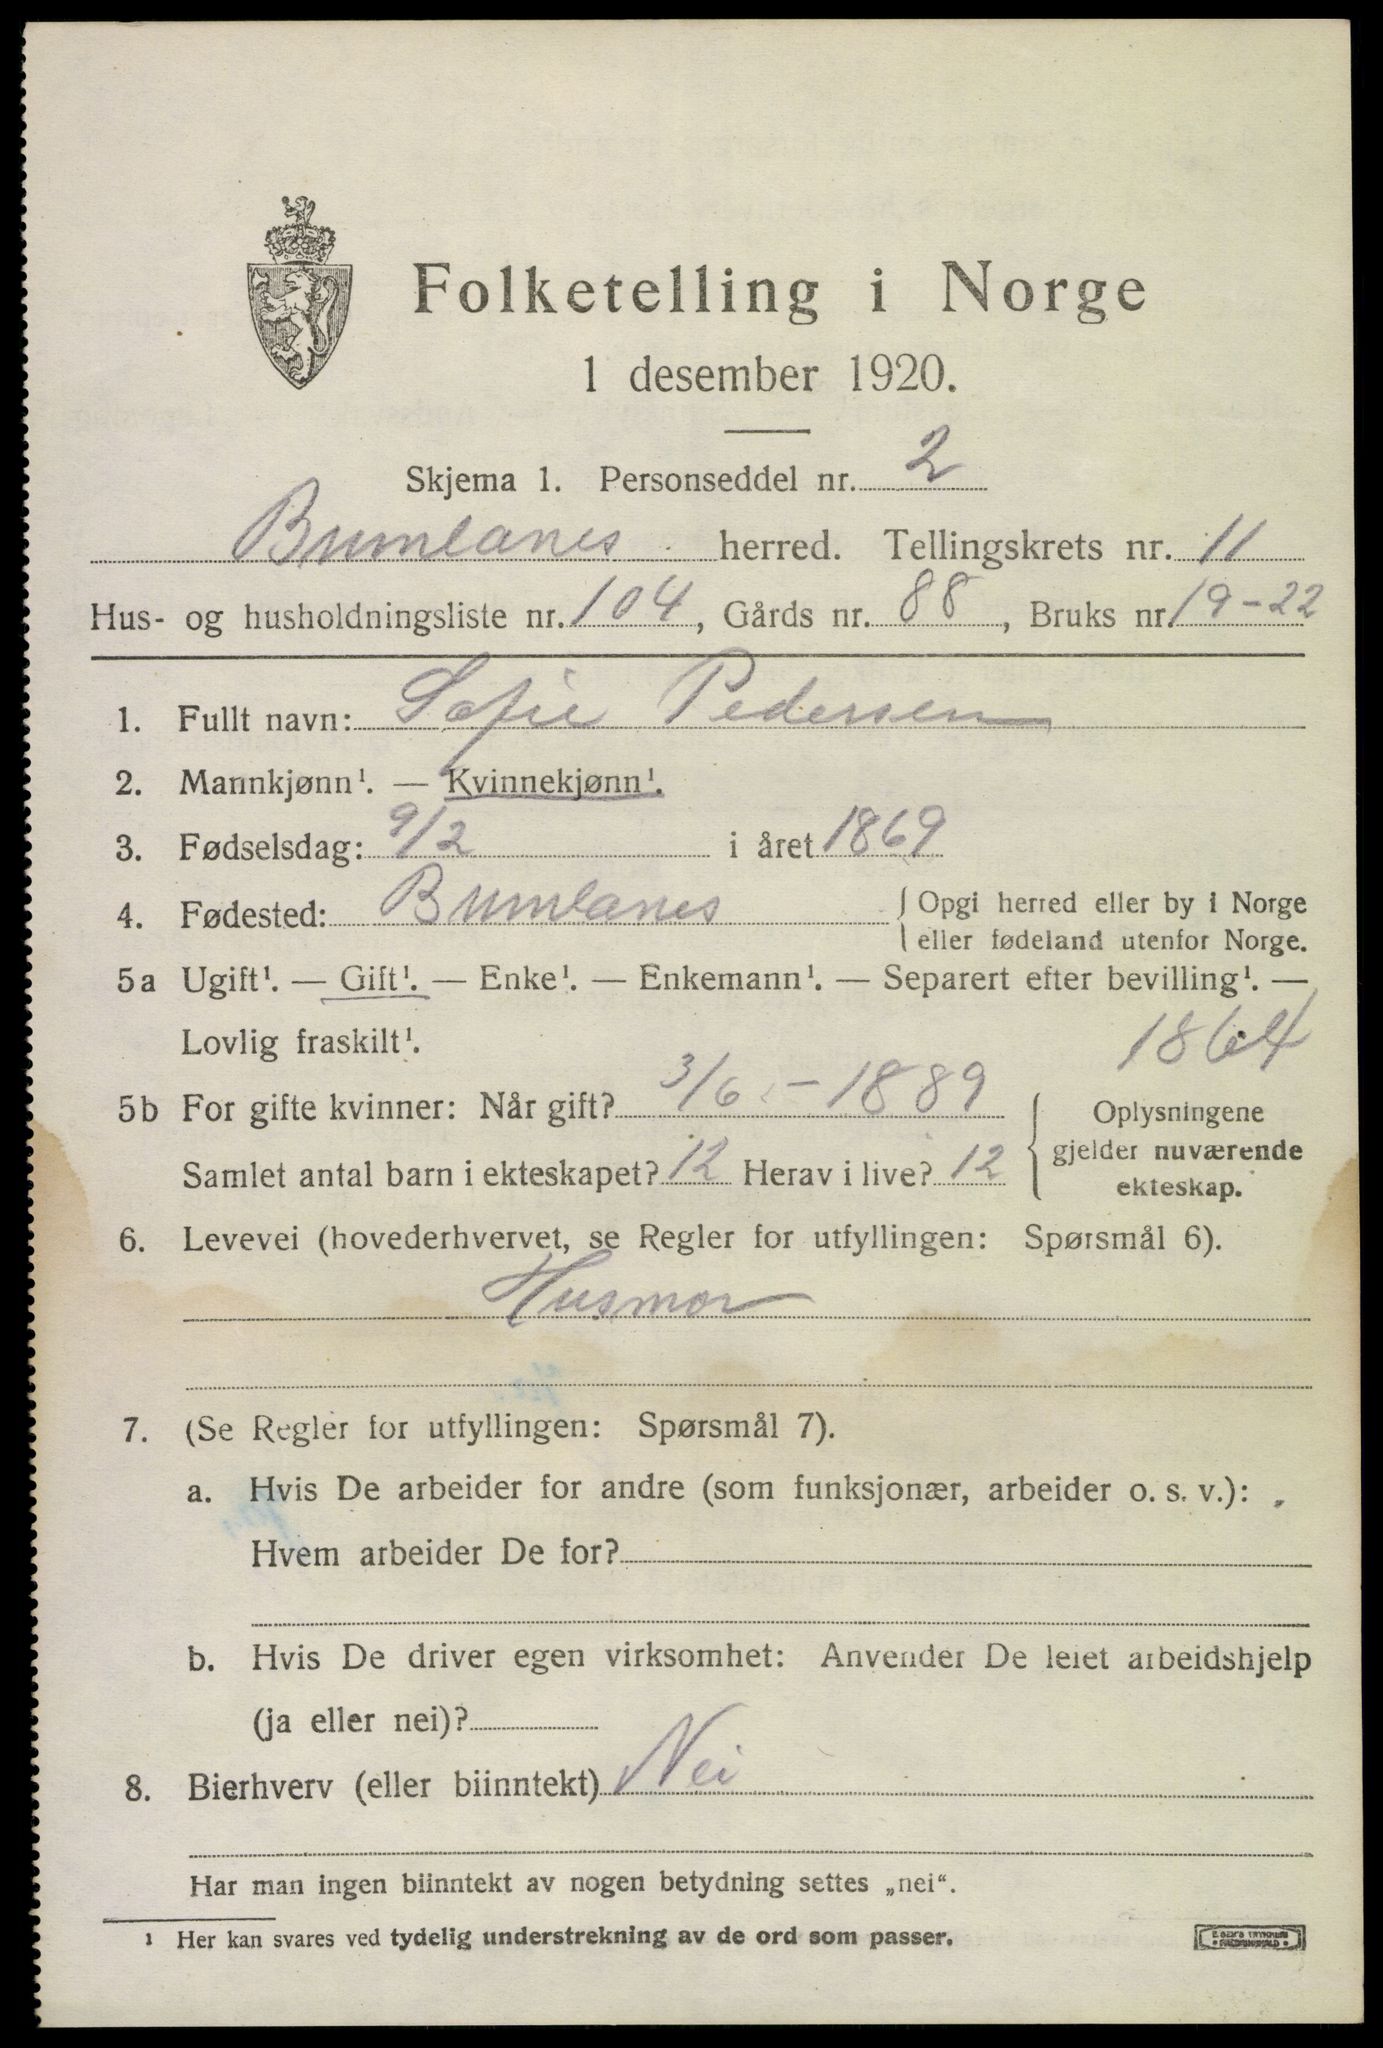 Folketelling i Norge
1 desember 1920.
Skjema 1. Personseddel nr. 2
Brunlanes herred. Tellingskrets nr. 11
Hus- og husholdningsliste nr. 104, Gårds nr. 88, Bruks nr. 19-22
1. Fullt navn: Sofie Pedersen
2. Mannkjønn¹. — Kvinnekjønn¹.
3. Fødselsdag: 9/2 i året 1869
4. Fødested: Brunlanes { Opgi herred eller by i Norge
eller fødeland utenfor Norge.
5a Ugift¹. — Gift¹. — Enke¹. — Enkemann¹. — Separert efter bevilling¹. —
Lovlig fraskilt¹. 1864
5b For gifte kvinner: Når gift? 3/6 - 1889 { Oplysningene
gjelder nuværende
ekteskap.
Samlet antal barn i ekteskapet? 12 Herav i live? 12
6. Levevei (hovederhvervet, se Regler for utfyllingen: Spørsmål 6).
Husmor
7. (Se Regler for utfyllingen: Spørsmål 7).
a. Hvis De arbeider for andre (som funksjonær, arbeider o. s. v.):
Hvem arbeider De for?
b. Hvis De driver egen virksomhet: Anvender De leiet arbeidshjelp
(ja eller nei)?
8. Bierhverv (eller biinntekt) Nei
Har man ingen biinntekt av nogen betydning settes „nei“.
¹ Her kan svares ved tydelig understrekning av de ord som passer.